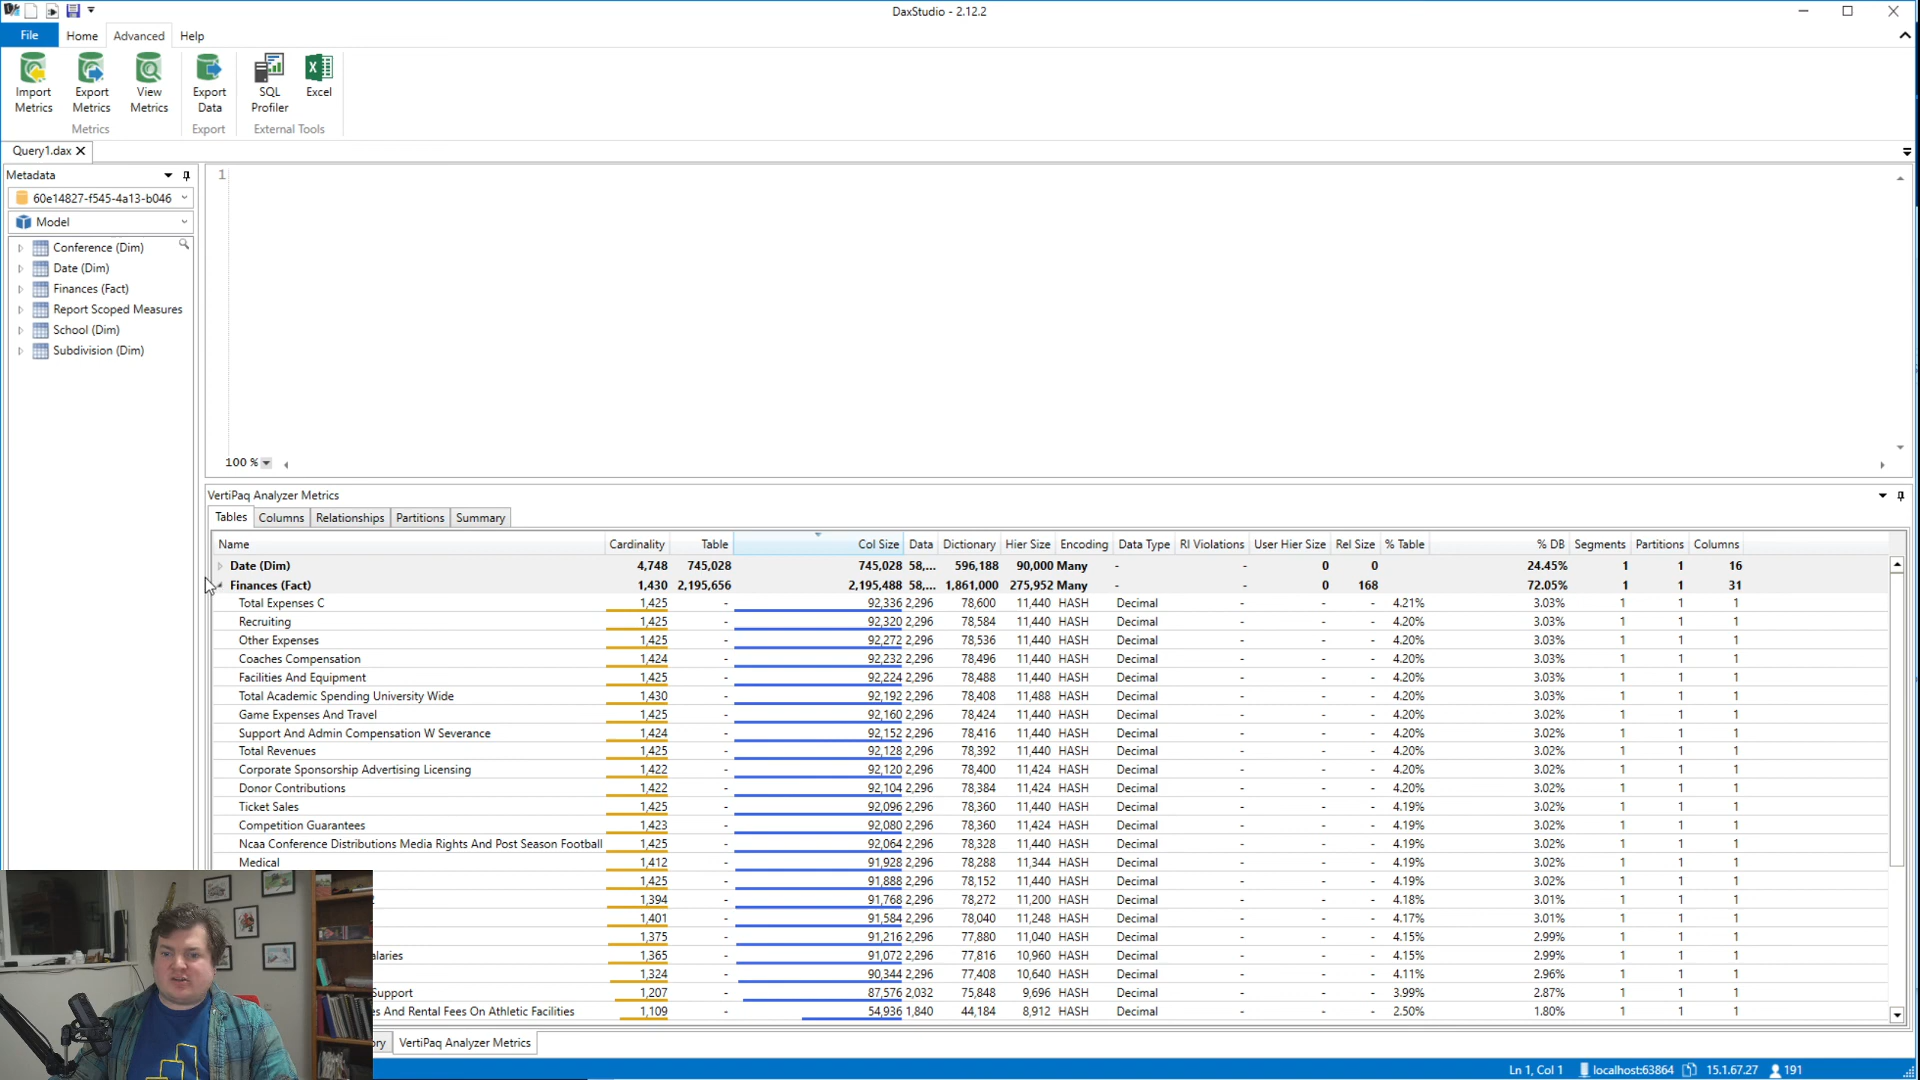 DaxStudio - 2.12.2
File Home Advanced Help
Import Metrics
Export Metrics
View Metrics
Export Data
SQL Profiler
Excel
Metrics Export External Tools
Query1.dax
Metadata
60e14827-f545-4a13-b046
Model
Conference (Dim)
Date (Dim)
Finances (Fact)
Report Scoped Measures
School (Dim)
Subdivision (Dim)
1
100 %
VertiPaq Analyzer Metrics
Tables Columns Relationships Partitions Summary
Name Cardinality Table Col Size Data Dictionary Hier Size Encoding Data Type RI Violations User Hier Size Rel Size % Table % DB Segments Partitions Columns
Date (Dim) 4,748 745,028 745,028 58,... 596,188 90,000 Many - - 0 0 24.45% 1 1 16
Finances (Fact) 1,430 2,195,656 2,195,488 58,... 1,861,000 275,952 Many - - 0 168 72.05% 1 1 31
Total Expenses C 1,425 - 92,336 2,296 78,600 11,440 HASH Decimal - - - 4.21% 3.03% 1 1 1
Recruiting 1,425 - 92,320 2,296 78,584 11,440 HASH Decimal - - - 4.20% 3.03% 1 1 1
Other Expenses 1,425 - 92,272 2,296 78,536 11,440 HASH Decimal - - - 4.20% 3.03% 1 1 1
Coaches Compensation 1,424 - 92,232 2,296 78,496 11,440 HASH Decimal - - - 4.20% 3.03% 1 1 1
Facilities And Equipment 1,425 - 92,224 2,296 78,488 11,440 HASH Decimal - - - 4.20% 3.03% 1 1 1
Total Academic Spending University Wide 1,430 - 92,192 2,296 78,408 11,488 HASH Decimal - - - 4.20% 3.03% 1 1 1
Game Expenses And Travel 1,425 - 92,160 2,296 78,424 11,440 HASH Decimal - - - 4.20% 3.02% 1 1 1
Support And Admin Compensation W Severance 1,424 - 92,152 2,296 78,416 11,440 HASH Decimal - - - 4.20% 3.02% 1 1 1
Total Revenues 1,425 - 92,128 2,296 78,392 11,440 HASH Decimal - - - 4.20% 3.02% 1 1 1
Corporate Sponsorship Advertising Licensing 1,422 - 92,120 2,296 78,400 11,424 HASH Decimal - - - 4.20% 3.02% 1 1 1
Donor Contributions 1,422 - 92,104 2,296 78,384 11,424 HASH Decimal - - - 4.20% 3.02% 1 1 1
Ticket Sales 1,425 - 92,096 2,296 78,360 11,440 HASH Decimal - - - 4.19% 3.02% 1 1 1
Competition Guarantees 1,423 - 92,080 2,296 78,360 11,424 HASH Decimal - - - 4.19% 3.02% 1 1 1
Ncaa Conference Distributions Media Rights And Post Season Football 1,425 - 92,064 2,296 78,328 11,440 HASH Decimal - - - 4.19% 3.02% 1 1 1
Medical 1,412 - 91,928 2,296 78,288 11,344 HASH Decimal - - - 4.19% 3.02% 1 1 1
1,425 - 91,888 2,296 78,152 11,440 HASH Decimal - - - 4.19% 3.02% 1 1 1
1,394 - 91,768 2,296 78,272 11,200 HASH Decimal - - - 4.18% 3.01% 1 1 1
1,401 - 91,584 2,296 78,040 11,248 HASH Decimal - - - 4.17% 3.01% 1 1 1
1,375 - 91,216 2,296 77,880 11,040 HASH Decimal - - - 4.15% 2.99% 1 1 1
alaries 1,365 - 91,072 2,296 77,816 10,960 HASH Decimal - - - 4.15% 2.99% 1 1 1
1,324 - 90,344 2,296 77,408 10,640 HASH Decimal - - - 4.11% 2.96% 1 1 1
Support 1,207 - 87,576 2,032 75,848 9,696 HASH Decimal - - - 3.99% 2.87% 1 1 1
es And Rental Fees On Athletic Facilities 1,109 - 54,936 1,840 44,184 8,912 HASH Decimal - - - 2.50% 1.80% 1 1 1
ory VertiPaq Analyzer Metrics
Ln 1, Col 1 localhost:63864 15.1.67.27 191